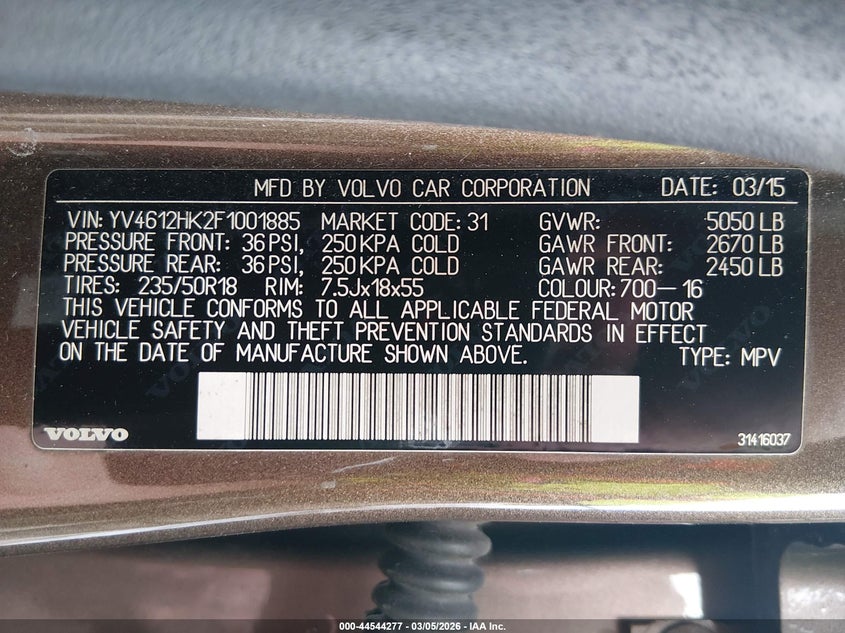 MFD BY VOLVO CAR CORPORATION DATE: 03/15
VIN: YV4612HK2F1001885 MARKET CODE: 31 GVWR: 5050 LB
PRESSURE FRONT: 36 PSI, 250 KPA COLD GAWR FRONT: 2670 LB
PRESSURE REAR: 36 PSI, 250 KPA COLD GAWR REAR: 2450 LB
TIRES: 235/50R18 RIM: 7.5Jx18x55 COLOUR: 700-16
THIS VEHICLE CONFORMS TO ALL APPLICABLE FEDERAL MOTOR
VEHICLE SAFETY AND THEFT PREVENTION STANDARDS IN EFFECT
ON THE DATE OF MANUFACTURE SHOWN ABOVE. TYPE: MPV
VOLVO 31416037
000-44544277 - 03/05/2026 - IAA Inc.